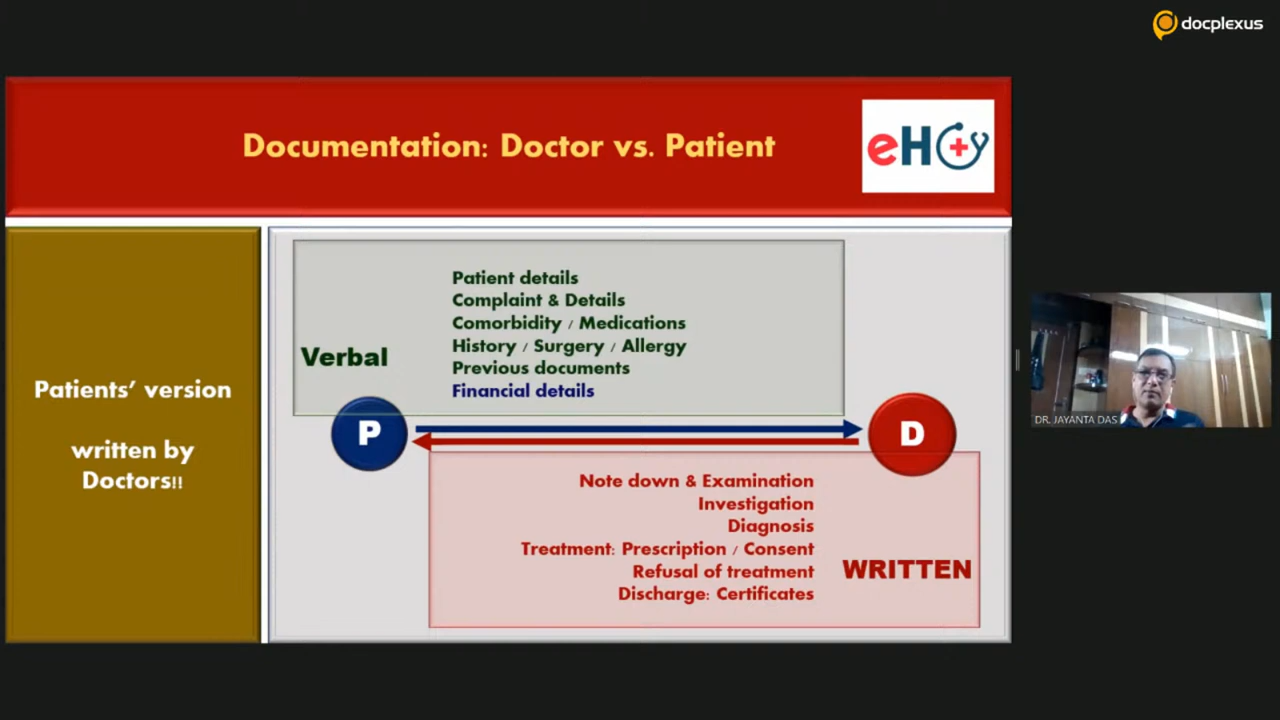 docplexus
Documentation: Doctor vs. Patient
eHCy
Patients’ version
written by
Doctors!!
Verbal
Patient details
Complaint & Details
Comorbidity / Medications
History / Surgery / Allergy
Previous documents
Financial details
P
D
Note down & Examination
Investigation
Diagnosis
Treatment: Prescription / Consent
Refusal of treatment
Discharge: Certificates
WRITTEN
DR. JAYANTA DAS